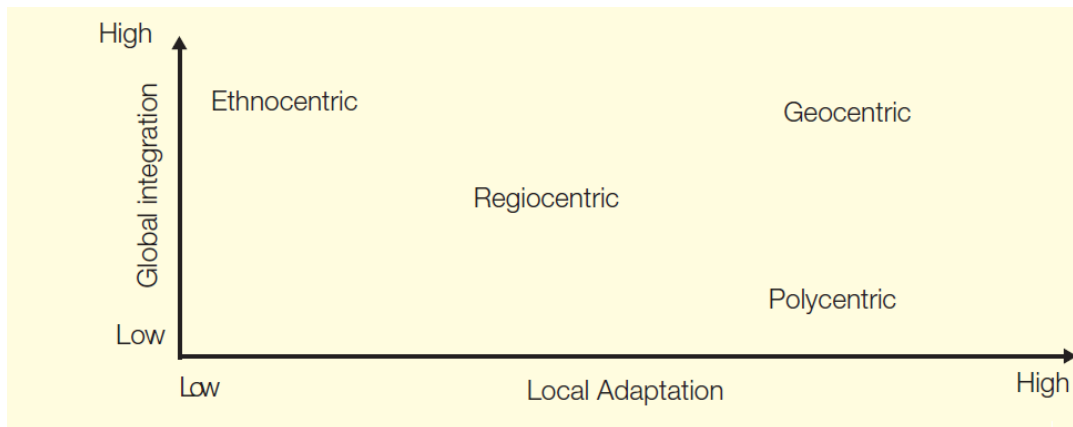 High
Ethnocentric
Geocentric
Global integration
Regiocentric
Polycentric
Low
Low
Local Adaptation
High